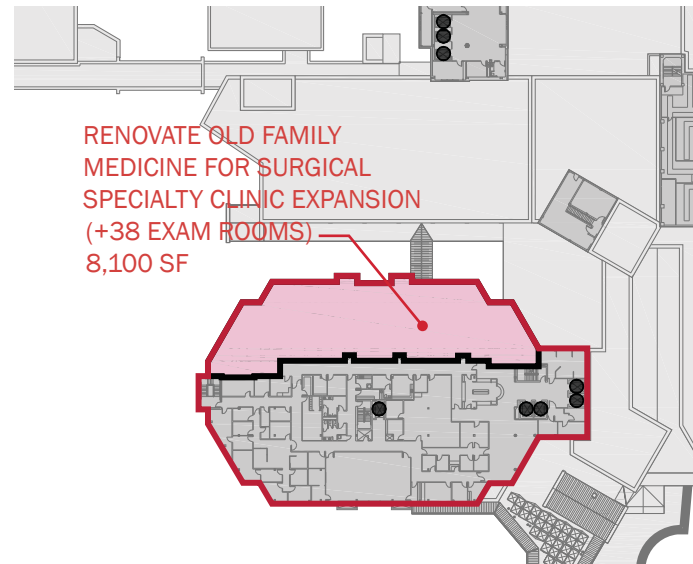 RENOVATE OLD FAMILY
MEDICINE FOR SURGICAL
SPECIALTY CLINIC EXPANSION
(+38 EXAM ROOMS)
8,100 SF